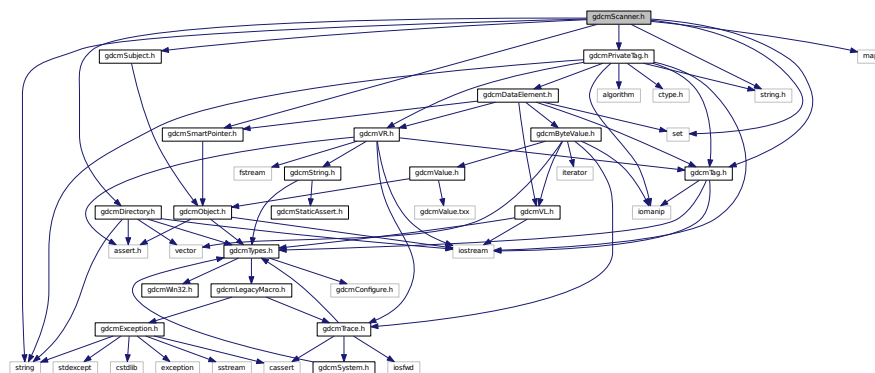 gdcmScanner.h
gdcmSubject.h
gdcmPrivateTag.h
map
gdcmDataElement.h
algorithm
ctype.h
string.h
gdcmSmartPointer.h
gdcmVR.h
gdcmByteValue.h
set
fstream
gdcmString.h
gdcmValue.h
iterator
gdcmTag.h
gdcmDirectory.h
gdcmObject.h
gdcmStaticAssert.h
gdcmValue.txx
gdcmVL.h
iomanip
assert.h
vector
gdcmTypes.h
iostream
gdcmWin32.h
gdcmLegacyMacro.h
gdcmConfigure.h
gdcmException.h
gdcmTrace.h
string
stdexcept
cstdlib
exception
sstream
cassert
gdcmSystem.h
iosfwd